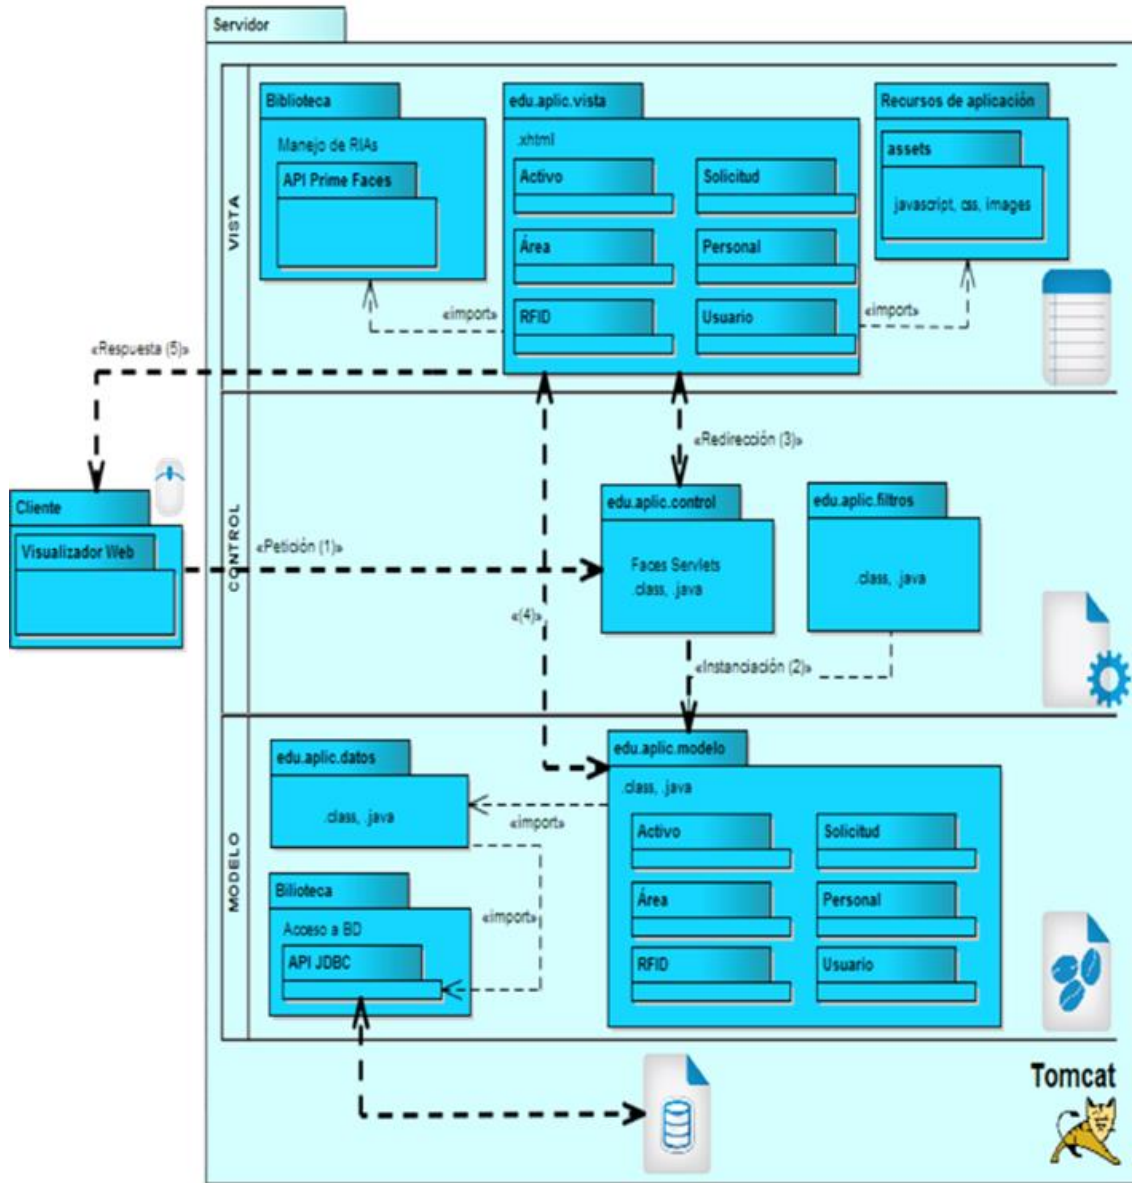 Servidor
VISTA
Biblioteca
Manejo de RIAs
API Prime Faces
edu.aplic.vista
.xhtml
Activo
Solicitud
Área
Personal
RFID
Usuario
Recursos de aplicación
assets
javascript, css, images
«import»
«import»
«Respuesta (5)»
CONTROL
«Redirección (3)»
Cliente
Visualizador Web
«Petición (1)»
edu.aplic.control
Faces Servlets
.class, .java
edu.aplic.filtros
.class, .java
«(4)»
«Instanciación (2)»
MODELO
edu.aplic.datos
.class, .java
«import»
Bilioteca
Acceso a BD
API JDBC
«import»
edu.aplic.modelo
.class, .java
Activo
Solicitud
Área
Personal
RFID
Usuario
Tomcat